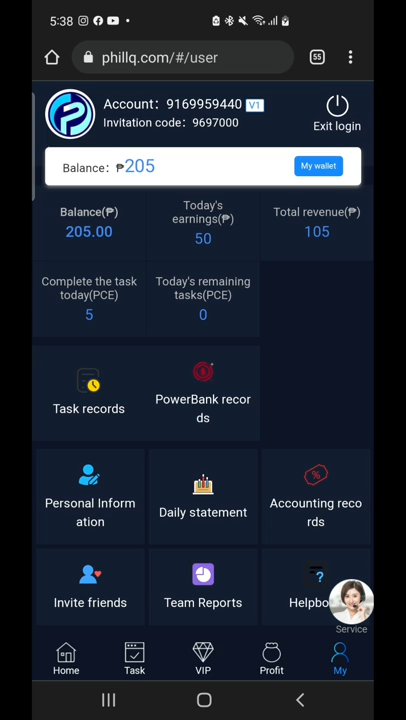 5:38
phillq.com/#/user
55
Account: 9169959440 V1
Invitation code: 9697000
Exit login
Balance: ₱205
My wallet
Balance(₱)
205.00
Today's
earnings(₱)
50
Total revenue(₱)
105
Complete the task
today(PCE)
5
Today's remaining
tasks(PCE)
0
Task records
PowerBank recor
ds
Personal Inform
ation
Daily statement
Accounting reco
rds
Invite friends
Team Reports
Helpbo
Service
Home
Task
VIP
Profit
My